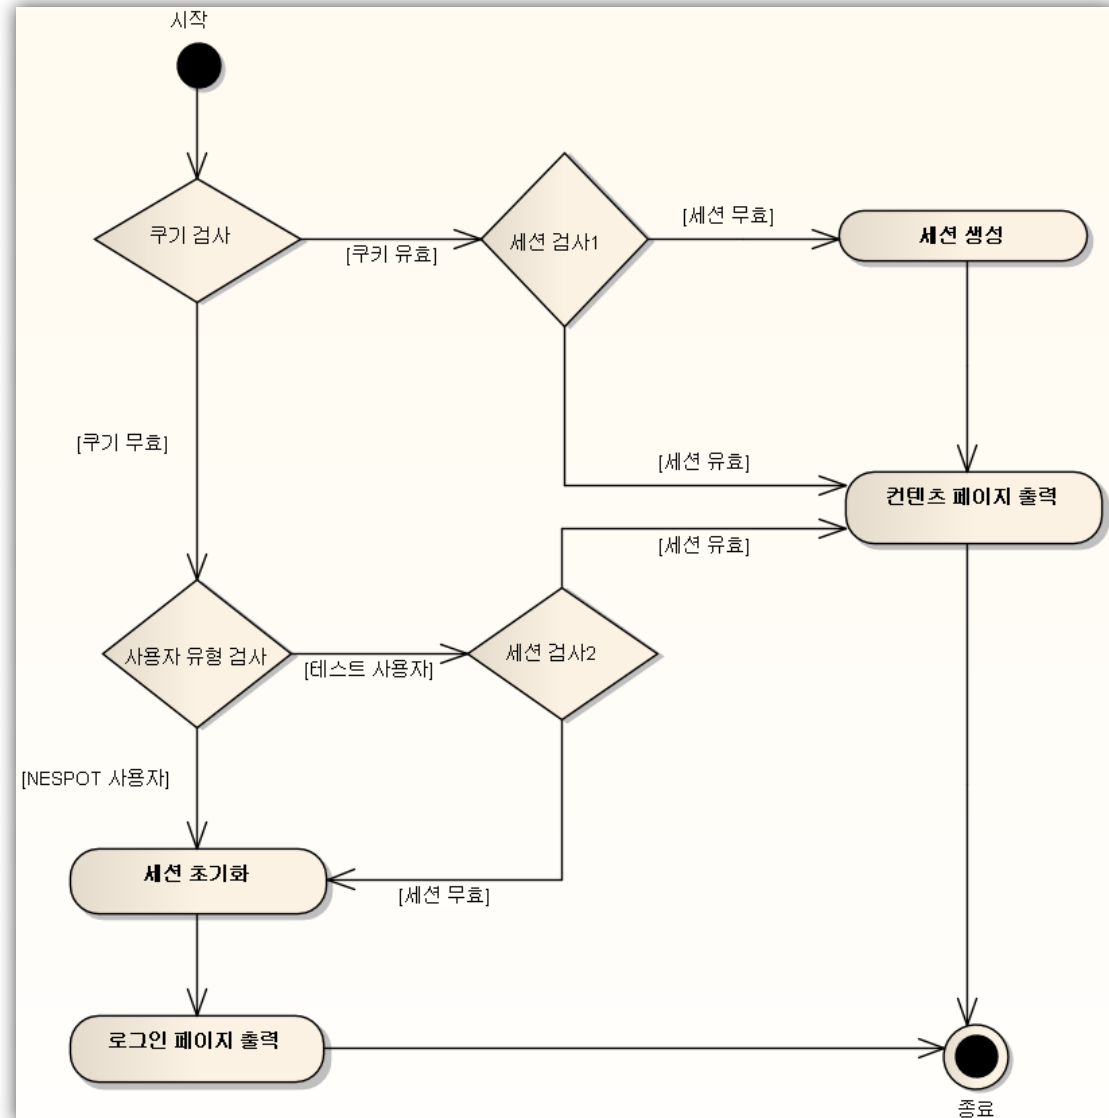 시작
쿠기 검사
[쿠키 유효]
세션 검사1
[세션 무효]
세션 생성
[쿠기 무효]
[세션 유효]
컨텐츠 페이지 출력
[세션 유효]
사용자 유형 검사
[테스트 사용자]
세션 검사2
[NESPOT 사용자]
세션 초기화
[세션 무효]
로그인 페이지 출력
종료